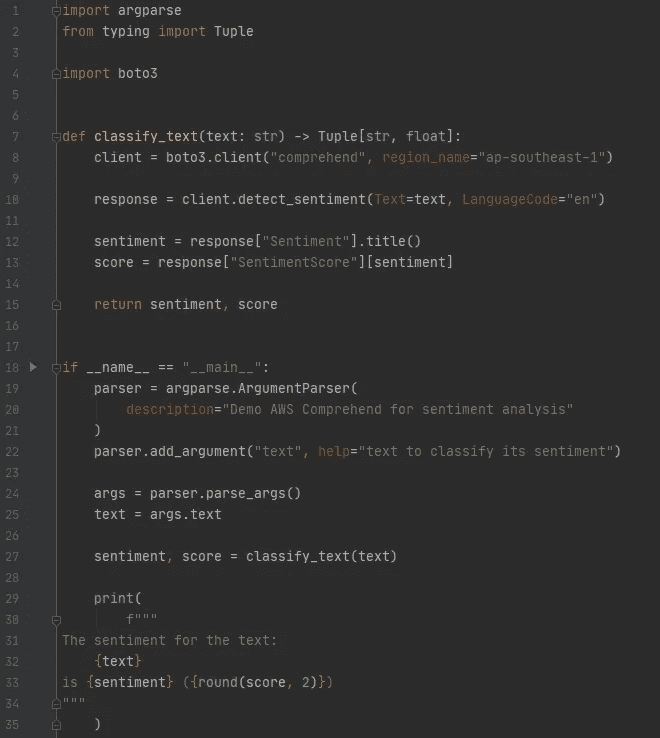 1 import argparse
2 from typing import Tuple
3
4 import boto3
5
6
7 def classify_text(text: str) -> Tuple[str, float]:
8     client = boto3.client("comprehend", region_name="ap-southeast-1")
9
10     response = client.detect_sentiment(Text=text, LanguageCode="en")
11
12     sentiment = response["Sentiment"].title()
13     score = response["SentimentScore"][sentiment]
14
15     return sentiment, score
16
17
18 if __name__ == "__main__":
19     parser = argparse.ArgumentParser(
20         description="Demo AWS Comprehend for sentiment analysis"
21     )
22     parser.add_argument("text", help="text to classify its sentiment")
23
24     args = parser.parse_args()
25     text = args.text
26
27     sentiment, score = classify_text(text)
28
29     print(
30         f"""
31 The sentiment for the text:
32     {text}
33 is {sentiment} ({round(score, 2)})
34 """
35     )